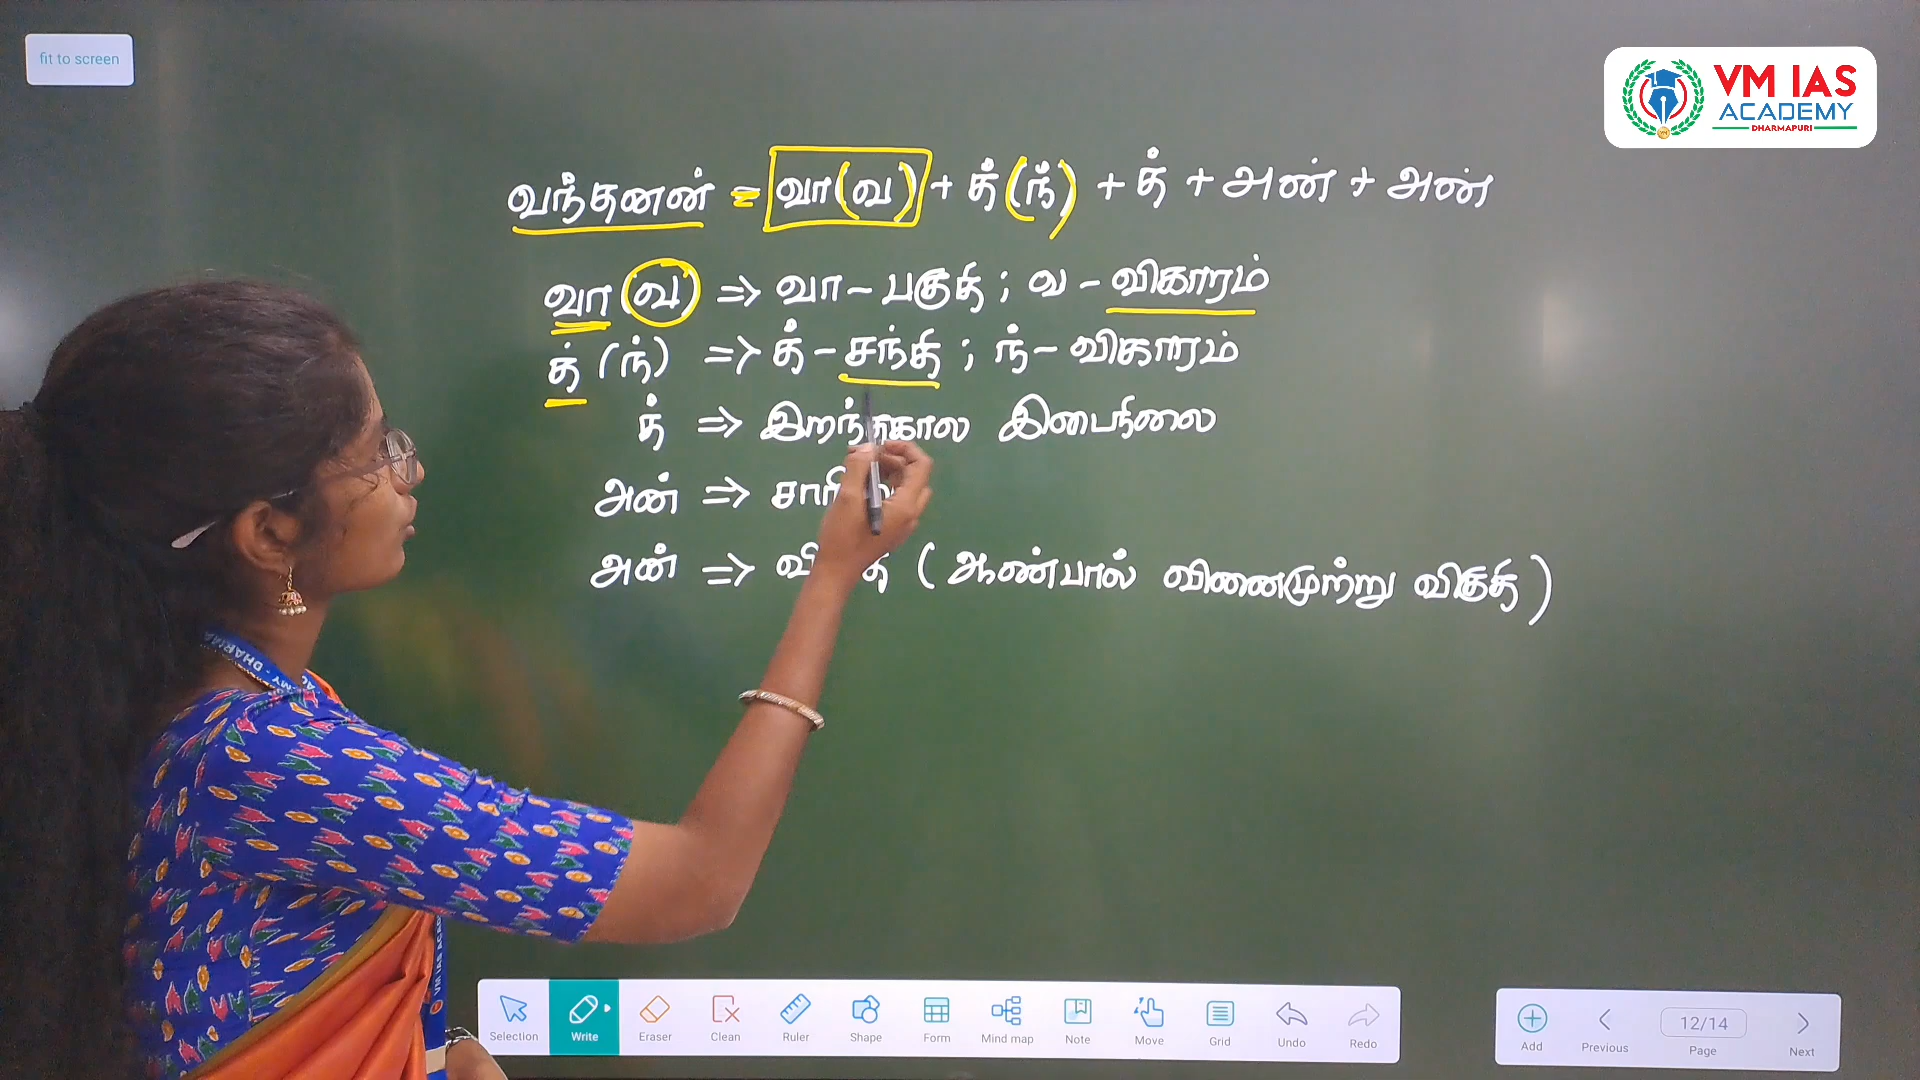 fit to screen
VM IAS
ACADEMY
DHARMAPURI
வந்தனன் = வா(வ) + த்(ந்) + த் + அன் + அன்
வா(வ) => வா - பகுதி ; வ - விகாரம்
த்(ந்) => த் - சந்தி ; ந் - விகாரம்
த் => இறந்தகால இடைநிலை
அன் =>
அன் => (ஆண்பால் வினைமுற்று விகுதி)
Selection Write Eraser Clean Ruler Shape Form Mind map Note Move Grid Undo Redo
Add Previous 12/14 Page Next